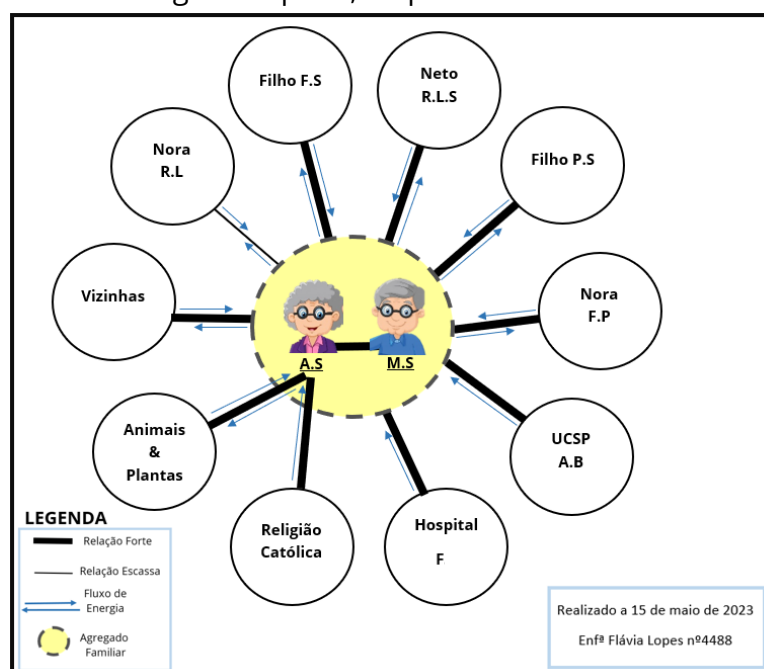 Filho F.S
Neto
R.L.S
Nora
R.L
Filho P.S
Vizinhas
Nora
F.P
A.S
M.S
Animais
&
Plantas
UCSP
A.B
Religião
Católica
Hospital
F
LEGENDA
Relação Forte
Relação Escassa
Fluxo de
Energia
Agregado
Familiar
Realizado a 15 de maio de 2023
Enfª Flávia Lopes nº4488